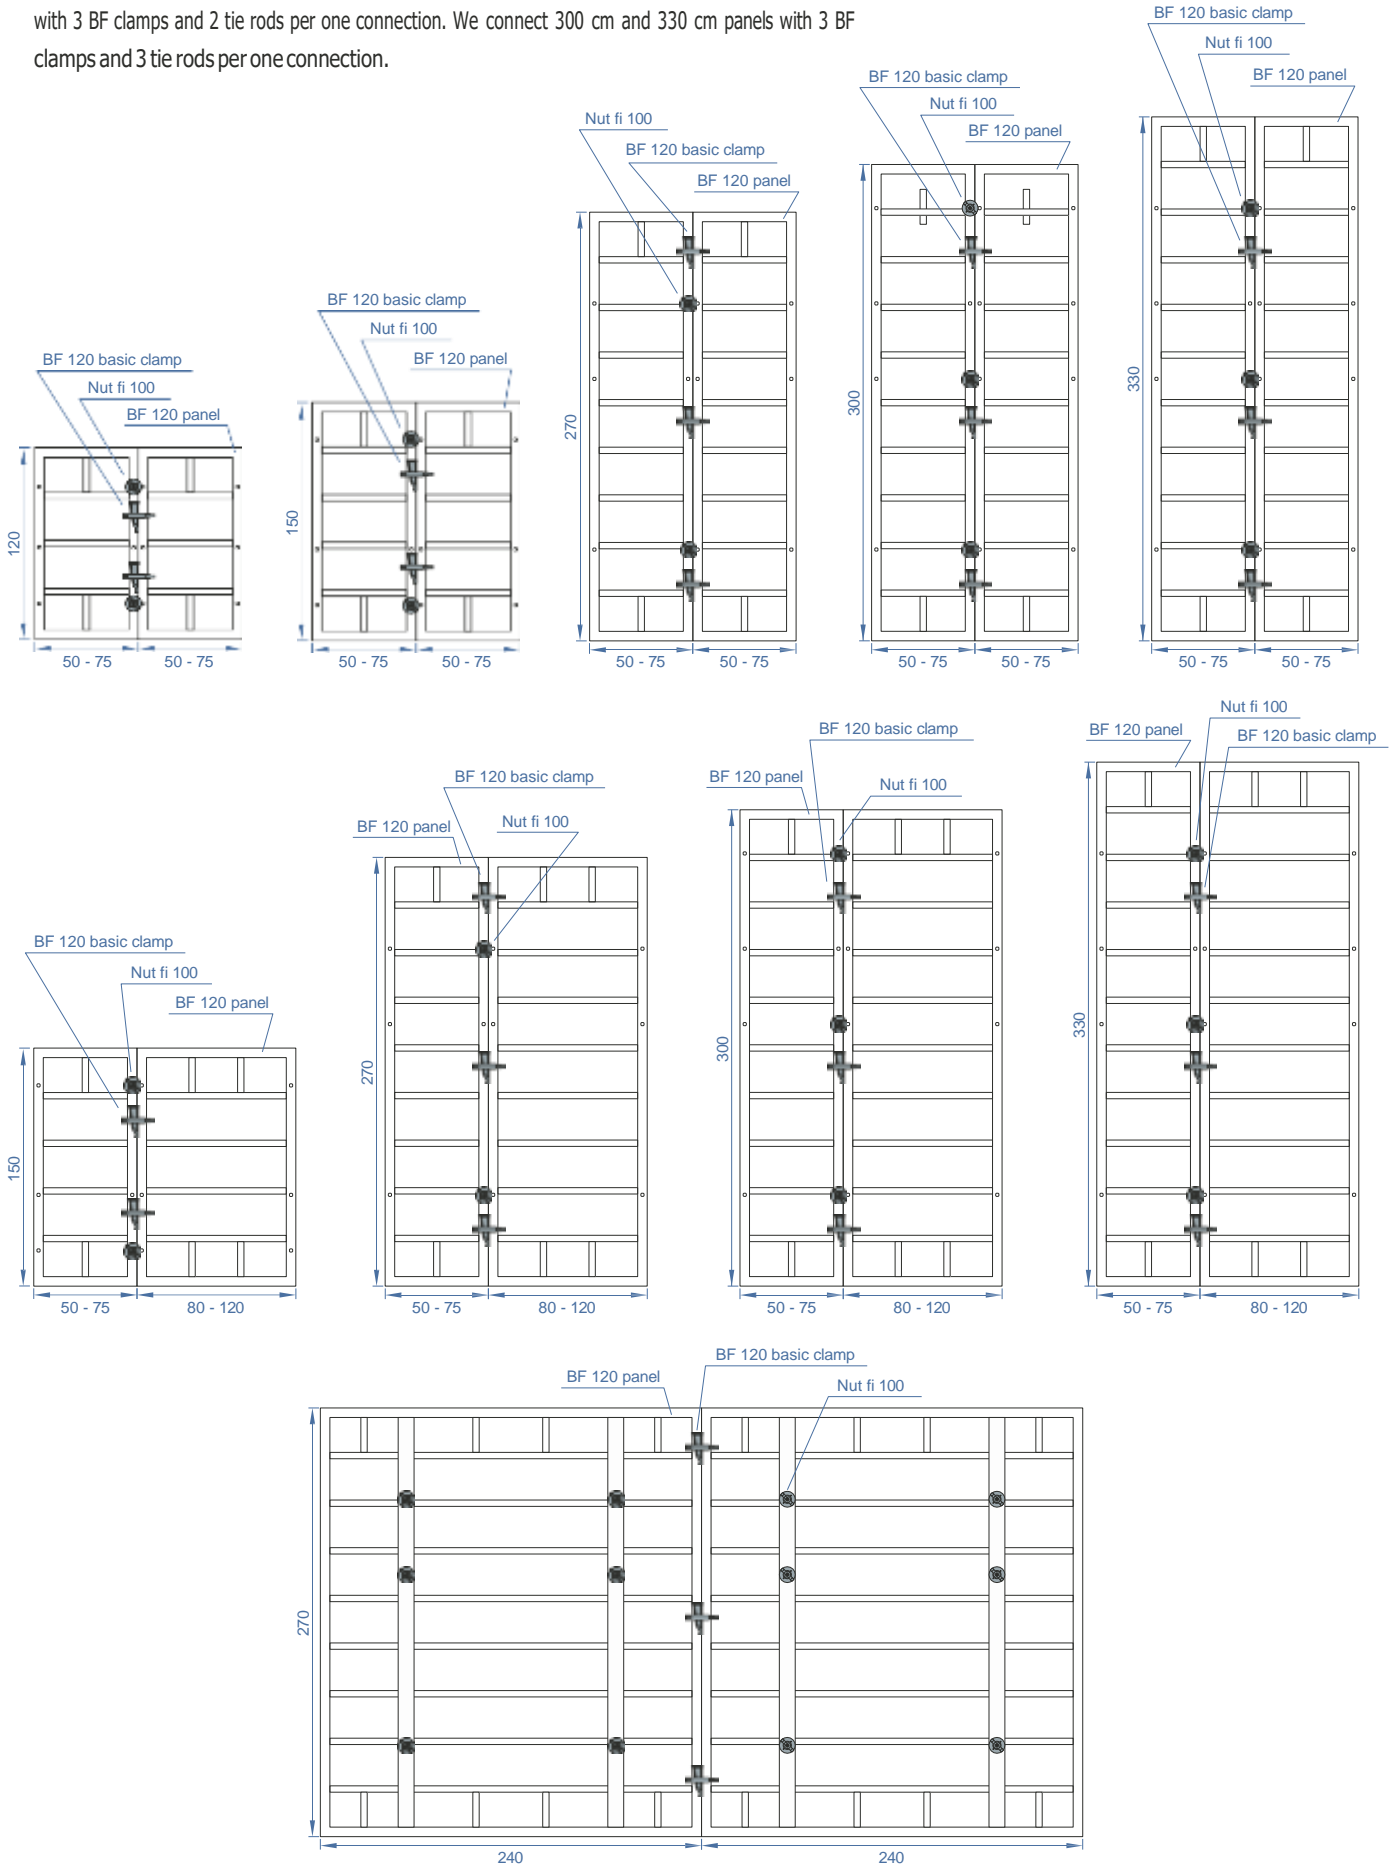 with 3 BF clamps and 2 tie rods per one connection. We connect 300 cm and 330 cm panels with 3 BF
clamps and 3 tie rods per one connection.
BF 120 basic clamp
Nut fi 100
BF 120 panel
120
50 - 75
50 - 75
BF 120 basic clamp
Nut fi 100
BF 120 panel
150
50 - 75
50 - 75
Nut fi 100
BF 120 basic clamp
BF 120 panel
270
50 - 75
50 - 75
BF 120 basic clamp
Nut fi 100
BF 120 panel
300
50 - 75
50 - 75
BF 120 basic clamp
Nut fi 100
BF 120 panel
330
50 - 75
50 - 75
BF 120 basic clamp
Nut fi 100
BF 120 panel
150
50 - 75
80 - 120
BF 120 basic clamp
Nut fi 100
BF 120 panel
270
50 - 75
80 - 120
BF 120 basic clamp
BF 120 panel
Nut fi 100
300
50 - 75
80 - 120
Nut fi 100
BF 120 panel
BF 120 basic clamp
330
50 - 75
80 - 120
BF 120 basic clamp
BF 120 panel
Nut fi 100
270
240
240